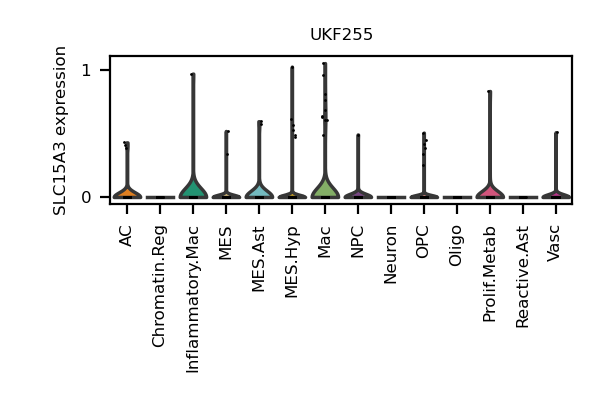 UKF255
SLC15A3 expression
1
0
AC
Chromatin.Reg
Inflammatory.Mac
MES
MES.Ast
MES.Hyp
Mac
NPC
Neuron
OPC
Oligo
Prolif.Metab
Reactive.Ast
Vasc